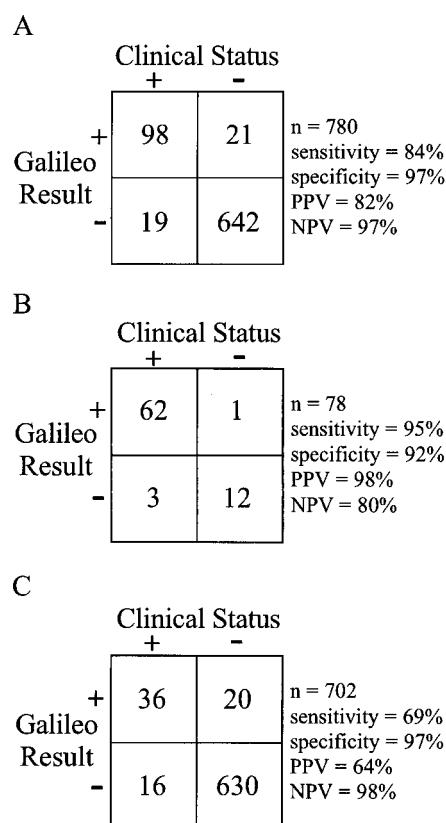 A
Clinical Status
+ -
+ 98 21
Galileo
Result
- 19 642
n = 780
sensitivity = 84%
specificity = 97%
PPV = 82%
NPV = 97%
B
Clinical Status
+ -
+ 62 1
Galileo
Result
- 3 12
n = 78
sensitivity = 95%
specificity = 92%
PPV = 98%
NPV = 80%
C
Clinical Status
+ -
+ 36 20
Galileo
Result
- 16 630
n = 702
sensitivity = 69%
specificity = 97%
PPV = 64%
NPV = 98%